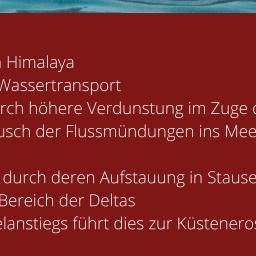 Himalaya
Wassertransport
rch höhere Verdunstung im Zuge
usch der Flussmündungen ins Mee
durch deren Aufstauung in Stause
Bereich der Deltas
elanstiegs führt dies zur Küstenero